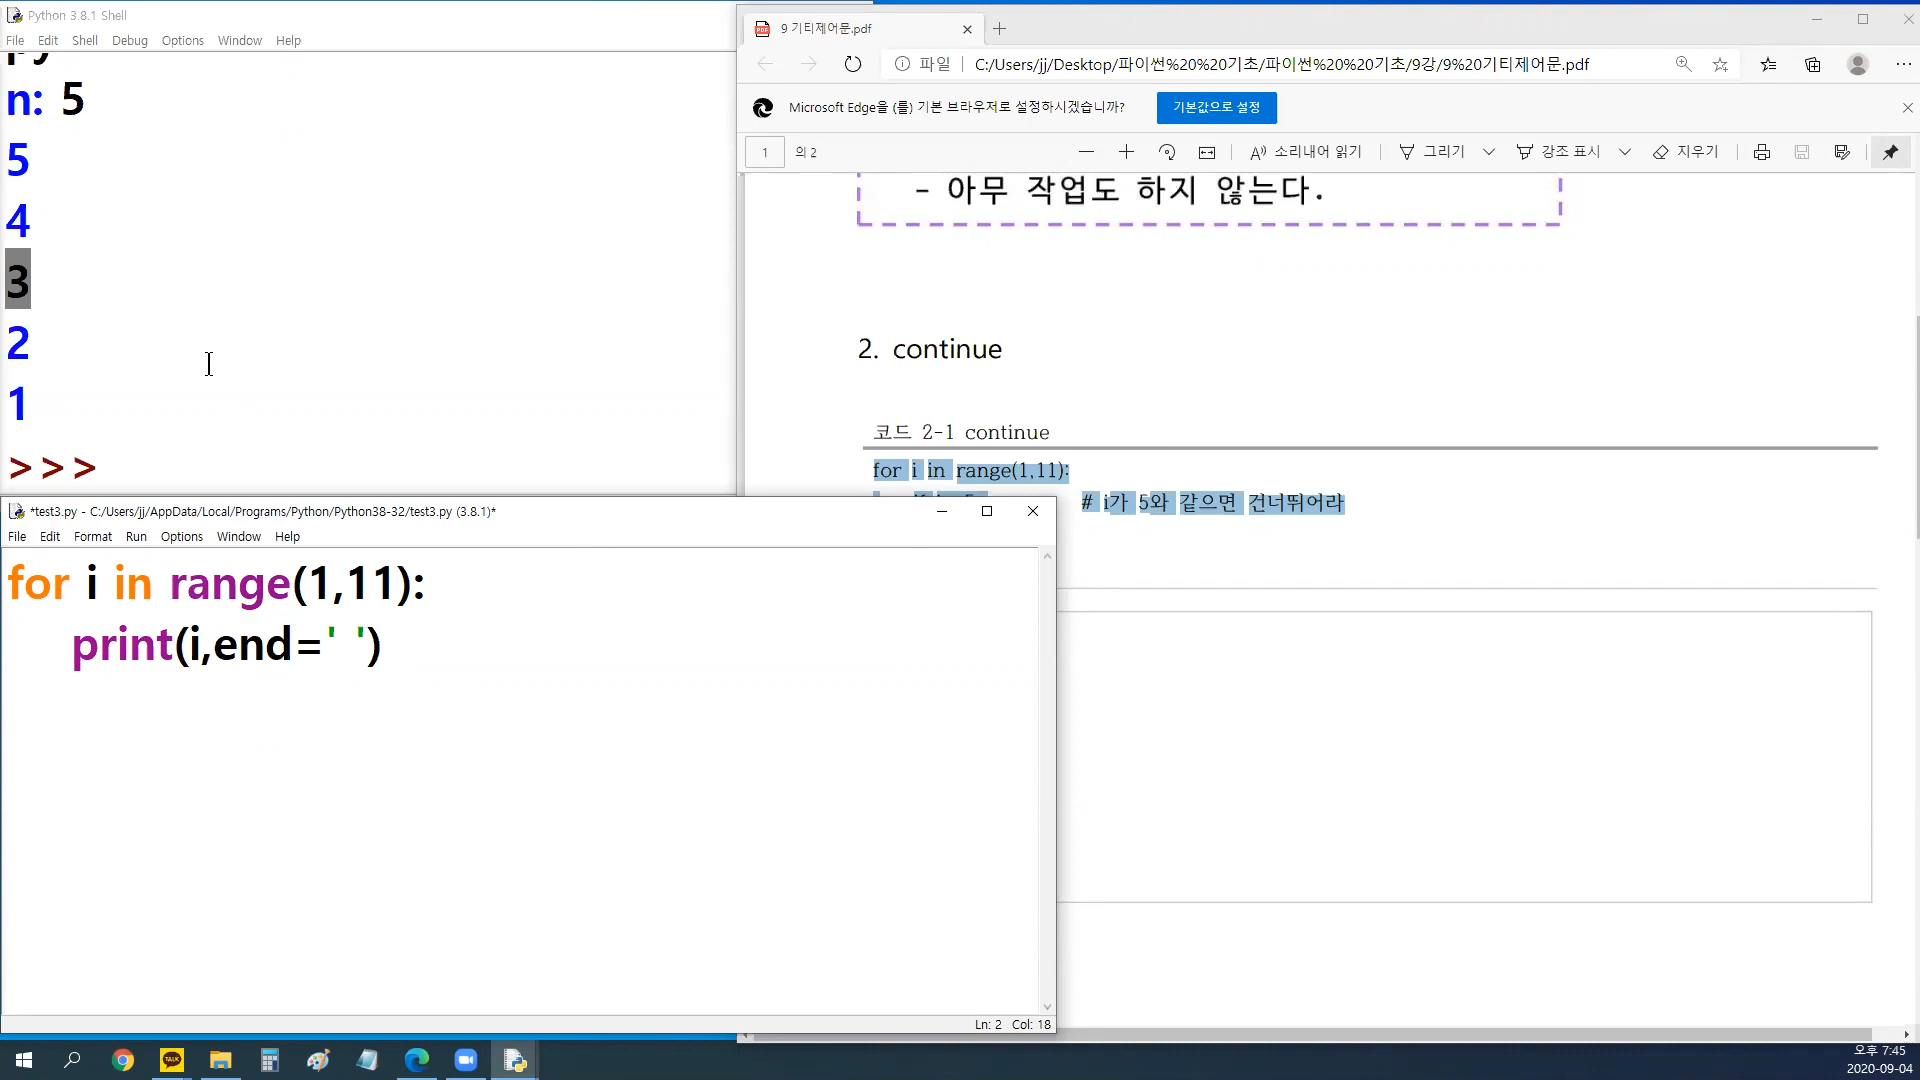 Python 3.8.1 Shell
File Edit Shell Debug Options Window Help
n: 5
5
4
3
2
1
>>>
*test3.py - C:/Users/jj/AppData/Local/Programs/Python/Python38-32/test3.py (3.8.1)*
File Edit Format Run Options Window Help
for i in range(1,11):
print(i,end=' ')
Ln: 2 Col: 18
9 기티제어문.pdf
파일 C:/Users/jj/Desktop/파이썬%20%20기초/파이썬%20%20기초/9강/9%20기티제어문.pdf
Microsoft Edge을 (를) 기본 브라우저로 설정하시겠습니까? 기본값으로 설정
1 의 2 소리내어 읽기 그리기 강조 표시 지우기
- 아무 작업도 하지 않는다.
2. continue
코드 2-1 continue
for i in range(1,11):
# i가 5와 같으면 건너뛰어라
TALK
오후 7:45
2020-09-04